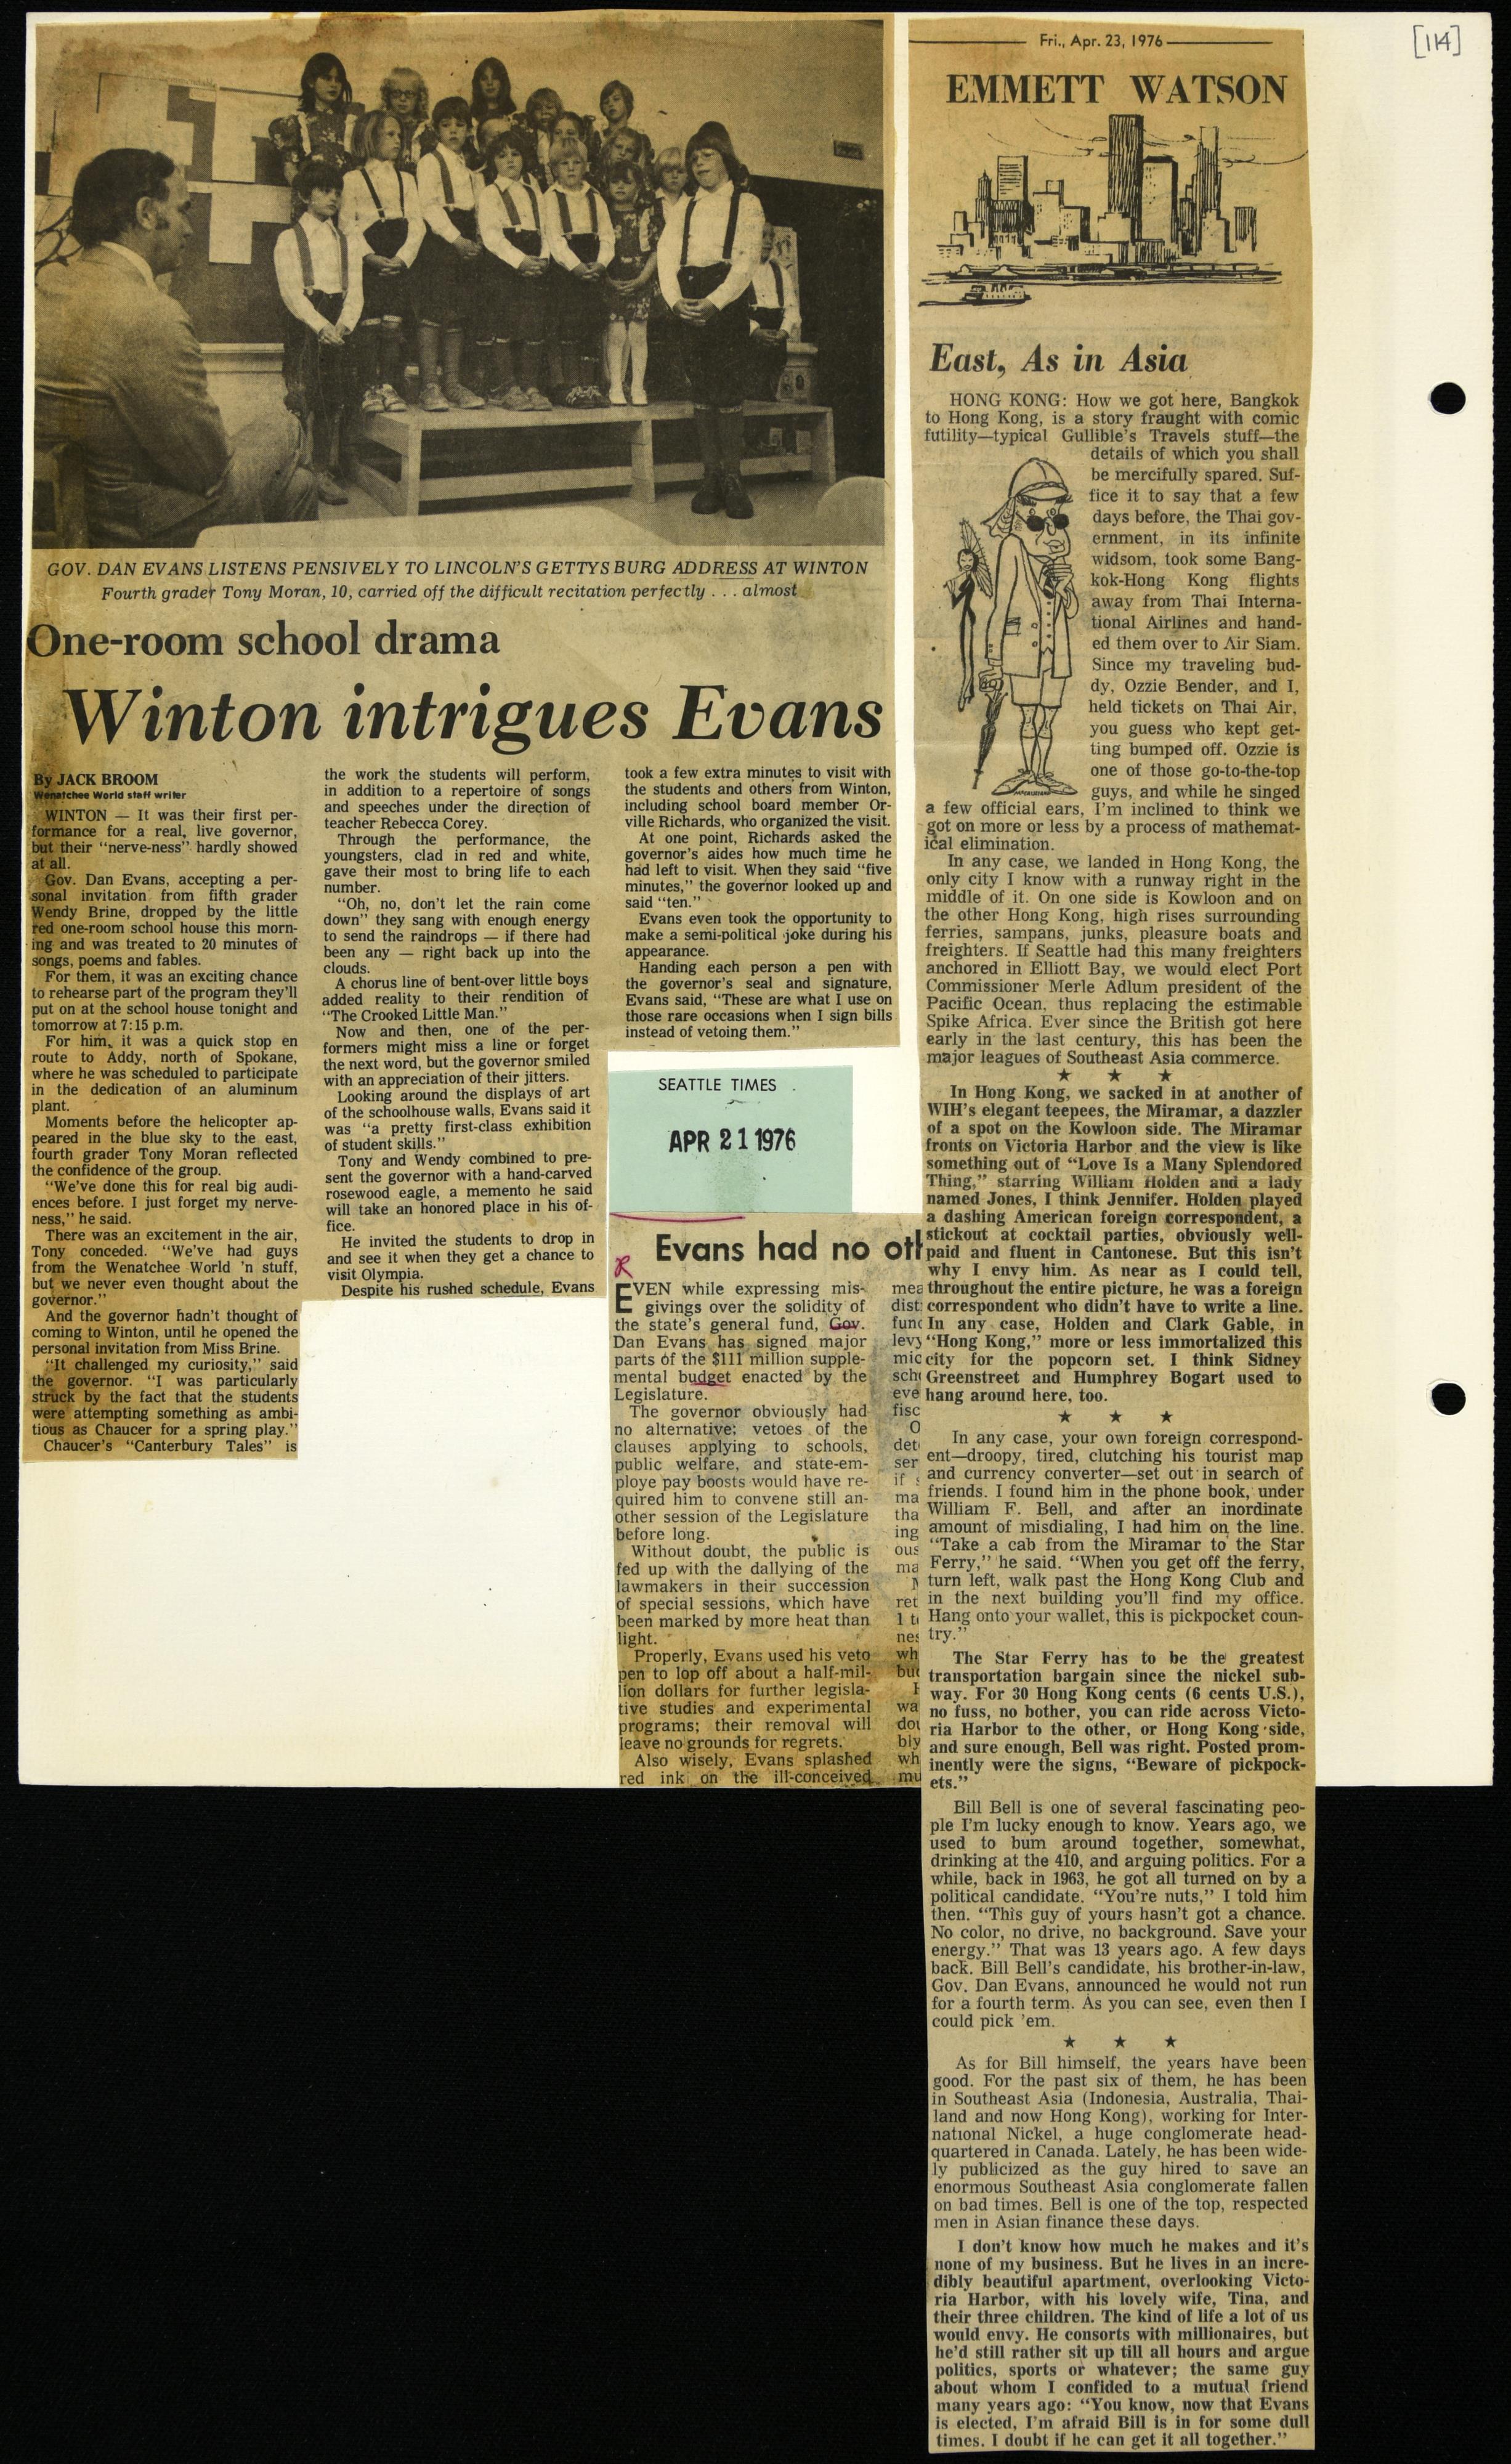 [114]
GOV. DAN EVANS LISTENS PENSIVELY TO LINCOLN'S GETTYSBURG ADDRESS AT WINTON
Fourth grader Tony Moran, 10, carried off the difficult recitation perfectly . . . almost
One-room school drama
Winton intrigues Evans
By JACK BROOM
Wenatchee World staff writer
WINTON — It was their first per-
formance for a real, live governor,
but their “nerve-ness” hardly showed
at all.
Gov. Dan Evans, accepting a per-
sonal invitation from fifth grader
Wendy Brine, dropped by the little
red one-room school house this morn-
ing and was treated to 20 minutes of
songs, poems and fables.
For them, it was an exciting chance
to rehearse part of the program they'll
put on at the school house tonight and
tomorrow at 7:15 p.m.
For him, it was a quick stop en
route to Addy, north of Spokane,
where he was scheduled to participate
in the dedication of an aluminum
plant.
Moments before the helicopter ap-
peared in the blue sky to the east,
fourth grader Tony Moran reflected
the confidence of the group.
“We've done this for real big audi-
ences before. I just forget my nerve-
ness,” he said.
There was an excitement in the air,
Tony conceded. “We've had guys
from the Wenatchee World 'n stuff,
but we never even thought about the
governor.”
And the governor hadn't thought of
coming to Winton, until he opened the
personal invitation from Miss Brine.
“It challenged my curiosity,” said
the governor. “I was particularly
struck by the fact that the students
were attempting something as ambi-
tious as Chaucer for a spring play.”
Chaucer's “Canterbury Tales” is
the work the students will perform,
in addition to a repertoire of songs
and speeches under the direction of
teacher Rebecca Corey.
Through the performance, the
youngsters, clad in red and white,
gave their most to bring life to each
number.
“Oh, no, don't let the rain come
down” they sang with enough energy
to send the raindrops — if there had
been any — right back up into the
clouds.
A chorus line of bent-over little boys
added reality to their rendition of
“The Crooked Little Man.”
Now and then, one of the per-
formers might miss a line or forget
the next word, but the governor smiled
with an appreciation of their jitters.
Looking around the displays of art
of the schoolhouse walls, Evans said it
was “a pretty first-class exhibition
of student skills.”
Tony and Wendy combined to pre-
sent the governor with a hand-carved
rosewood eagle, a memento he said
will take an honored place in his of-
fice.
He invited the students to drop in
and see it when they get a chance to
visit Olympia.
Despite his rushed schedule, Evans
took a few extra minutes to visit with
the students and others from Winton,
including school board member Or-
ville Richards, who organized the visit.
At one point, Richards asked the
governor's aides how much time he
had left to visit. When they said “five
minutes,” the governor looked up and
said “ten.”
Evans even took the opportunity to
make a semi-political joke during his
appearance.
Handing each person a pen with
the governor's seal and signature,
Evans said, “These are what I use on
those rare occasions when I sign bills
instead of vetoing them.”
SEATTLE TIMES
APR 21 1976
R
Evans had no oth
EVEN while expressing mis-
givings over the solidity of
the state's general fund, Gov.
Dan Evans has signed major
parts of the $111 million supple-
mental budget enacted by the
Legislature.
The governor obviously had
no alternative; vetoes of the
clauses applying to schools,
public welfare, and state-em-
ploye pay boosts would have re-
quired him to convene still an-
other session of the Legislature
before long.
Without doubt, the public is
fed up with the dallying of the
lawmakers in their succession
of special sessions, which have
been marked by more heat than
light.
Properly, Evans used his veto
pen to lop off about a half-mil-
lion dollars for further legisla-
tive studies and experimental
programs; their removal will
leave no grounds for regrets.
Also wisely, Evans splashed
red ink on the ill-conceived
mea
dist
func
levy
mic
sch
eve
fisc
O
det
ser
if
ma
tha
ing
ous
ma
ret
1 t
nes
wh
bud
wa
dou
bly
wh
mu
Fri., Apr. 23, 1976
EMMETT WATSON
East, As in Asia
HONG KONG: How we got here, Bangkok
to Hong Kong, is a story fraught with comic
futility—typical Gullible's Travels stuff—the
details of which you shall
be mercifully spared. Suf-
fice it to say that a few
days before, the Thai gov-
ernment, in its infinite
widsom, took some Bang-
kok-Hong Kong flights
away from Thai Interna-
tional Airlines and hand-
ed them over to Air Siam.
Since my traveling bud-
dy, Ozzie Bender, and I,
held tickets on Thai Air,
you guess who kept get-
ting bumped off. Ozzie is
one of those go-to-the-top
guys, and while he singed
a few official ears, I'm inclined to think we
got on more or less by a process of mathemat-
ical elimination.
In any case, we landed in Hong Kong, the
only city I know with a runway right in the
middle of it. On one side is Kowloon and on
the other Hong Kong, high rises surrounding
ferries, sampans, junks, pleasure boats and
freighters. If Seattle had this many freighters
anchored in Elliott Bay, we would elect Port
Commissioner Merle Adlum president of the
Pacific Ocean, thus replacing the estimable
Spike Africa. Ever since the British got here
early in the last century, this has been the
major leagues of Southeast Asia commerce.
★ ★ ★
In Hong Kong, we sacked in at another of
WIH's elegant teepees, the Miramar, a dazzler
of a spot on the Kowloon side. The Miramar
fronts on Victoria Harbor and the view is like
something out of “Love Is a Many Splendored
Thing,” starring William Holden and a lady
named Jones, I think Jennifer. Holden played
a dashing American foreign correspondent, a
stickout at cocktail parties, obviously well-
paid and fluent in Cantonese. But this isn't
why I envy him. As near as I could tell,
throughout the entire picture, he was a foreign
correspondent who didn't have to write a line.
In any case, Holden and Clark Gable, in
“Hong Kong,” more or less immortalized this
city for the popcorn set. I think Sidney
Greenstreet and Humphrey Bogart used to
hang around here, too.
★ ★ ★
In any case, your own foreign correspond-
ent—droopy, tired, clutching his tourist map
and currency converter—set out in search of
friends. I found him in the phone book, under
William F. Bell, and after an inordinate
amount of misdialing, I had him on the line.
“Take a cab from the Miramar to the Star
Ferry,” he said. “When you get off the ferry,
turn left, walk past the Hong Kong Club and
in the next building you'll find my office.
Hang onto your wallet, this is pickpocket coun-
try.”
The Star Ferry has to be the greatest
transportation bargain since the nickel sub-
way. For 30 Hong Kong cents (6 cents U.S.),
no fuss, no bother, you can ride across Victo-
ria Harbor to the other, or Hong Kong side,
and sure enough, Bell was right. Posted prom-
inently were the signs, “Beware of pickpock-
ets.”
Bill Bell is one of several fascinating peo-
ple I'm lucky enough to know. Years ago, we
used to bum around together, somewhat,
drinking at the 410, and arguing politics. For a
while, back in 1963, he got all turned on by a
political candidate. “You're nuts,” I told him
then. “This guy of yours hasn't got a chance.
No color, no drive, no background. Save your
energy.” That was 13 years ago. A few days
back. Bill Bell's candidate, his brother-in-law,
Gov. Dan Evans, announced he would not run
for a fourth term. As you can see, even then I
could pick 'em.
★ ★ ★
As for Bill himself, the years have been
good. For the past six of them, he has been
in Southeast Asia (Indonesia, Australia, Thai-
land and now Hong Kong), working for Inter-
national Nickel, a huge conglomerate head-
quartered in Canada. Lately, he has been wide-
ly publicized as the guy hired to save an
enormous Southeast Asia conglomerate fallen
on bad times. Bell is one of the top, respected
men in Asian finance these days.
I don't know how much he makes and it's
none of my business. But he lives in an incre-
dibly beautiful apartment, overlooking Victo-
ria Harbor, with his lovely wife, Tina, and
their three children. The kind of life a lot of us
would envy. He consorts with millionaires, but
he'd still rather sit up till all hours and argue
politics, sports or whatever; the same guy
about whom I confided to a mutual friend
many years ago: “You know, now that Evans
is elected, I'm afraid Bill is in for some dull
times. I doubt if he can get it all together.”